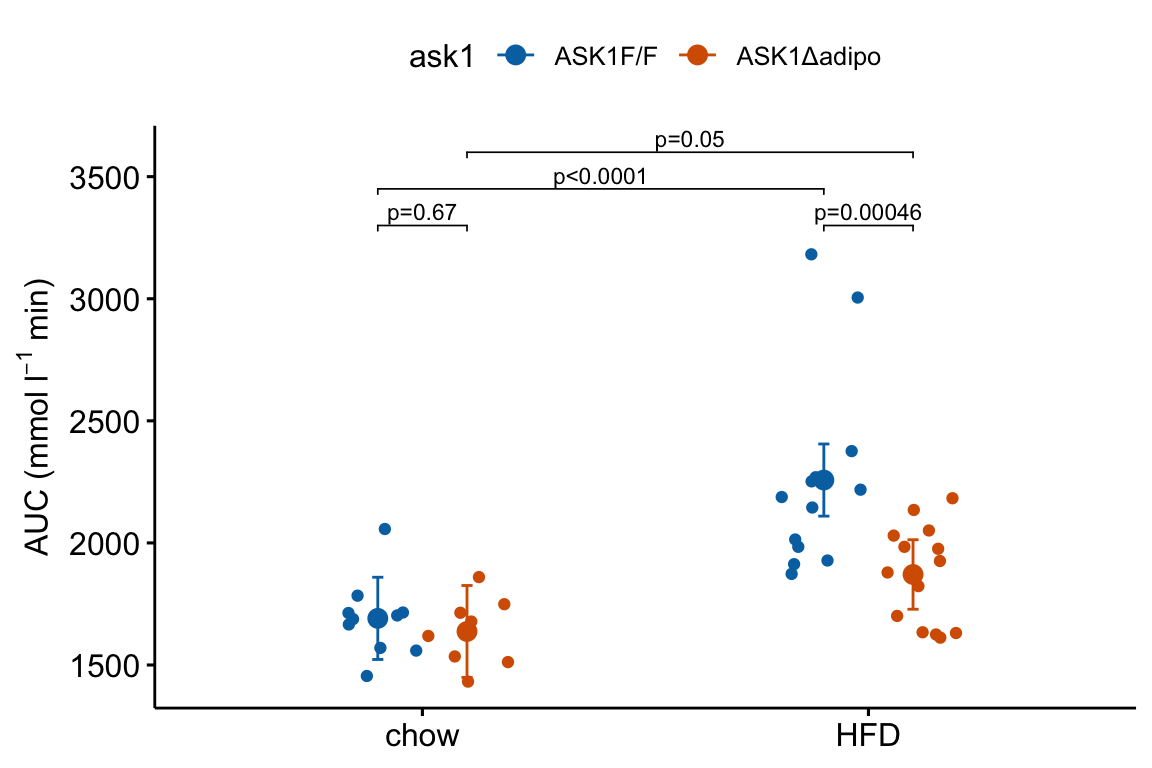 ask1 ASK1F/F ASK1Δadipo
p=0.05
p<0.0001
p=0.67 p=0.00046
3500
3000
2500
2000
1500
AUC (mmol l⁻¹ min)
chow HFD